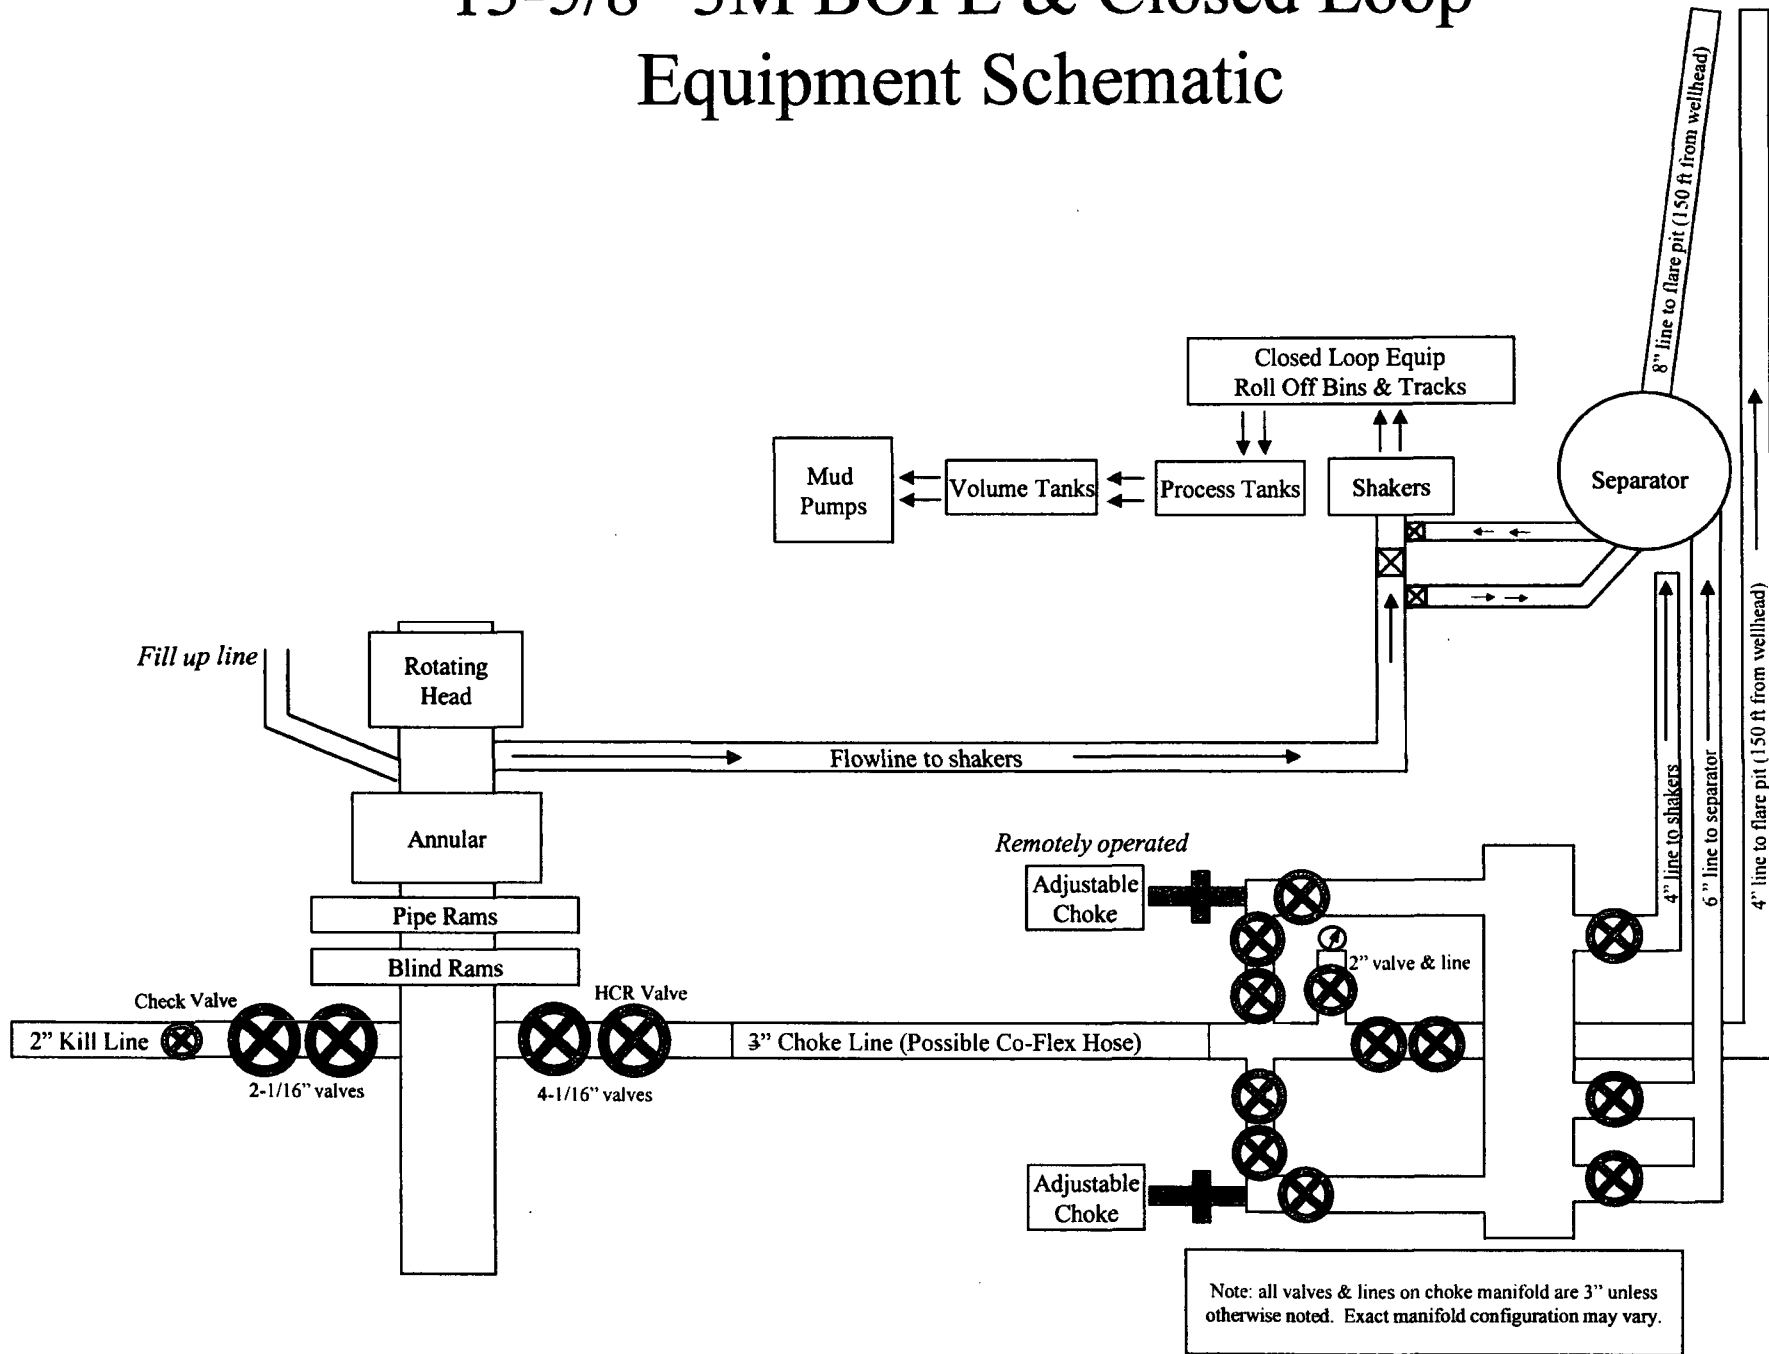 Equipment Schematic
8" line to flare pit (150 ft from wellhead)
Closed Loop Equip
Roll Off Bins & Tracks
Mud
Pumps
Volume Tanks
Process Tanks
Shakers
Separator
Fill up line
Rotating
Head
Flowline to shakers
Annular
Pipe Rams
Blind Rams
Check Valve
HCR Valve
2" Kill Line
3" Choke Line (Possible Co-Flex Hose)
2-1/16" valves
4-1/16" valves
Remotely operated
Adjustable
Choke
2" valve & line
Adjustable
Choke
4" line to shakers
6" line to separator
4" line to flare pit (150 ft from wellhead)
Note: all valves & lines on choke manifold are 3" unless
otherwise noted. Exact manifold configuration may vary.